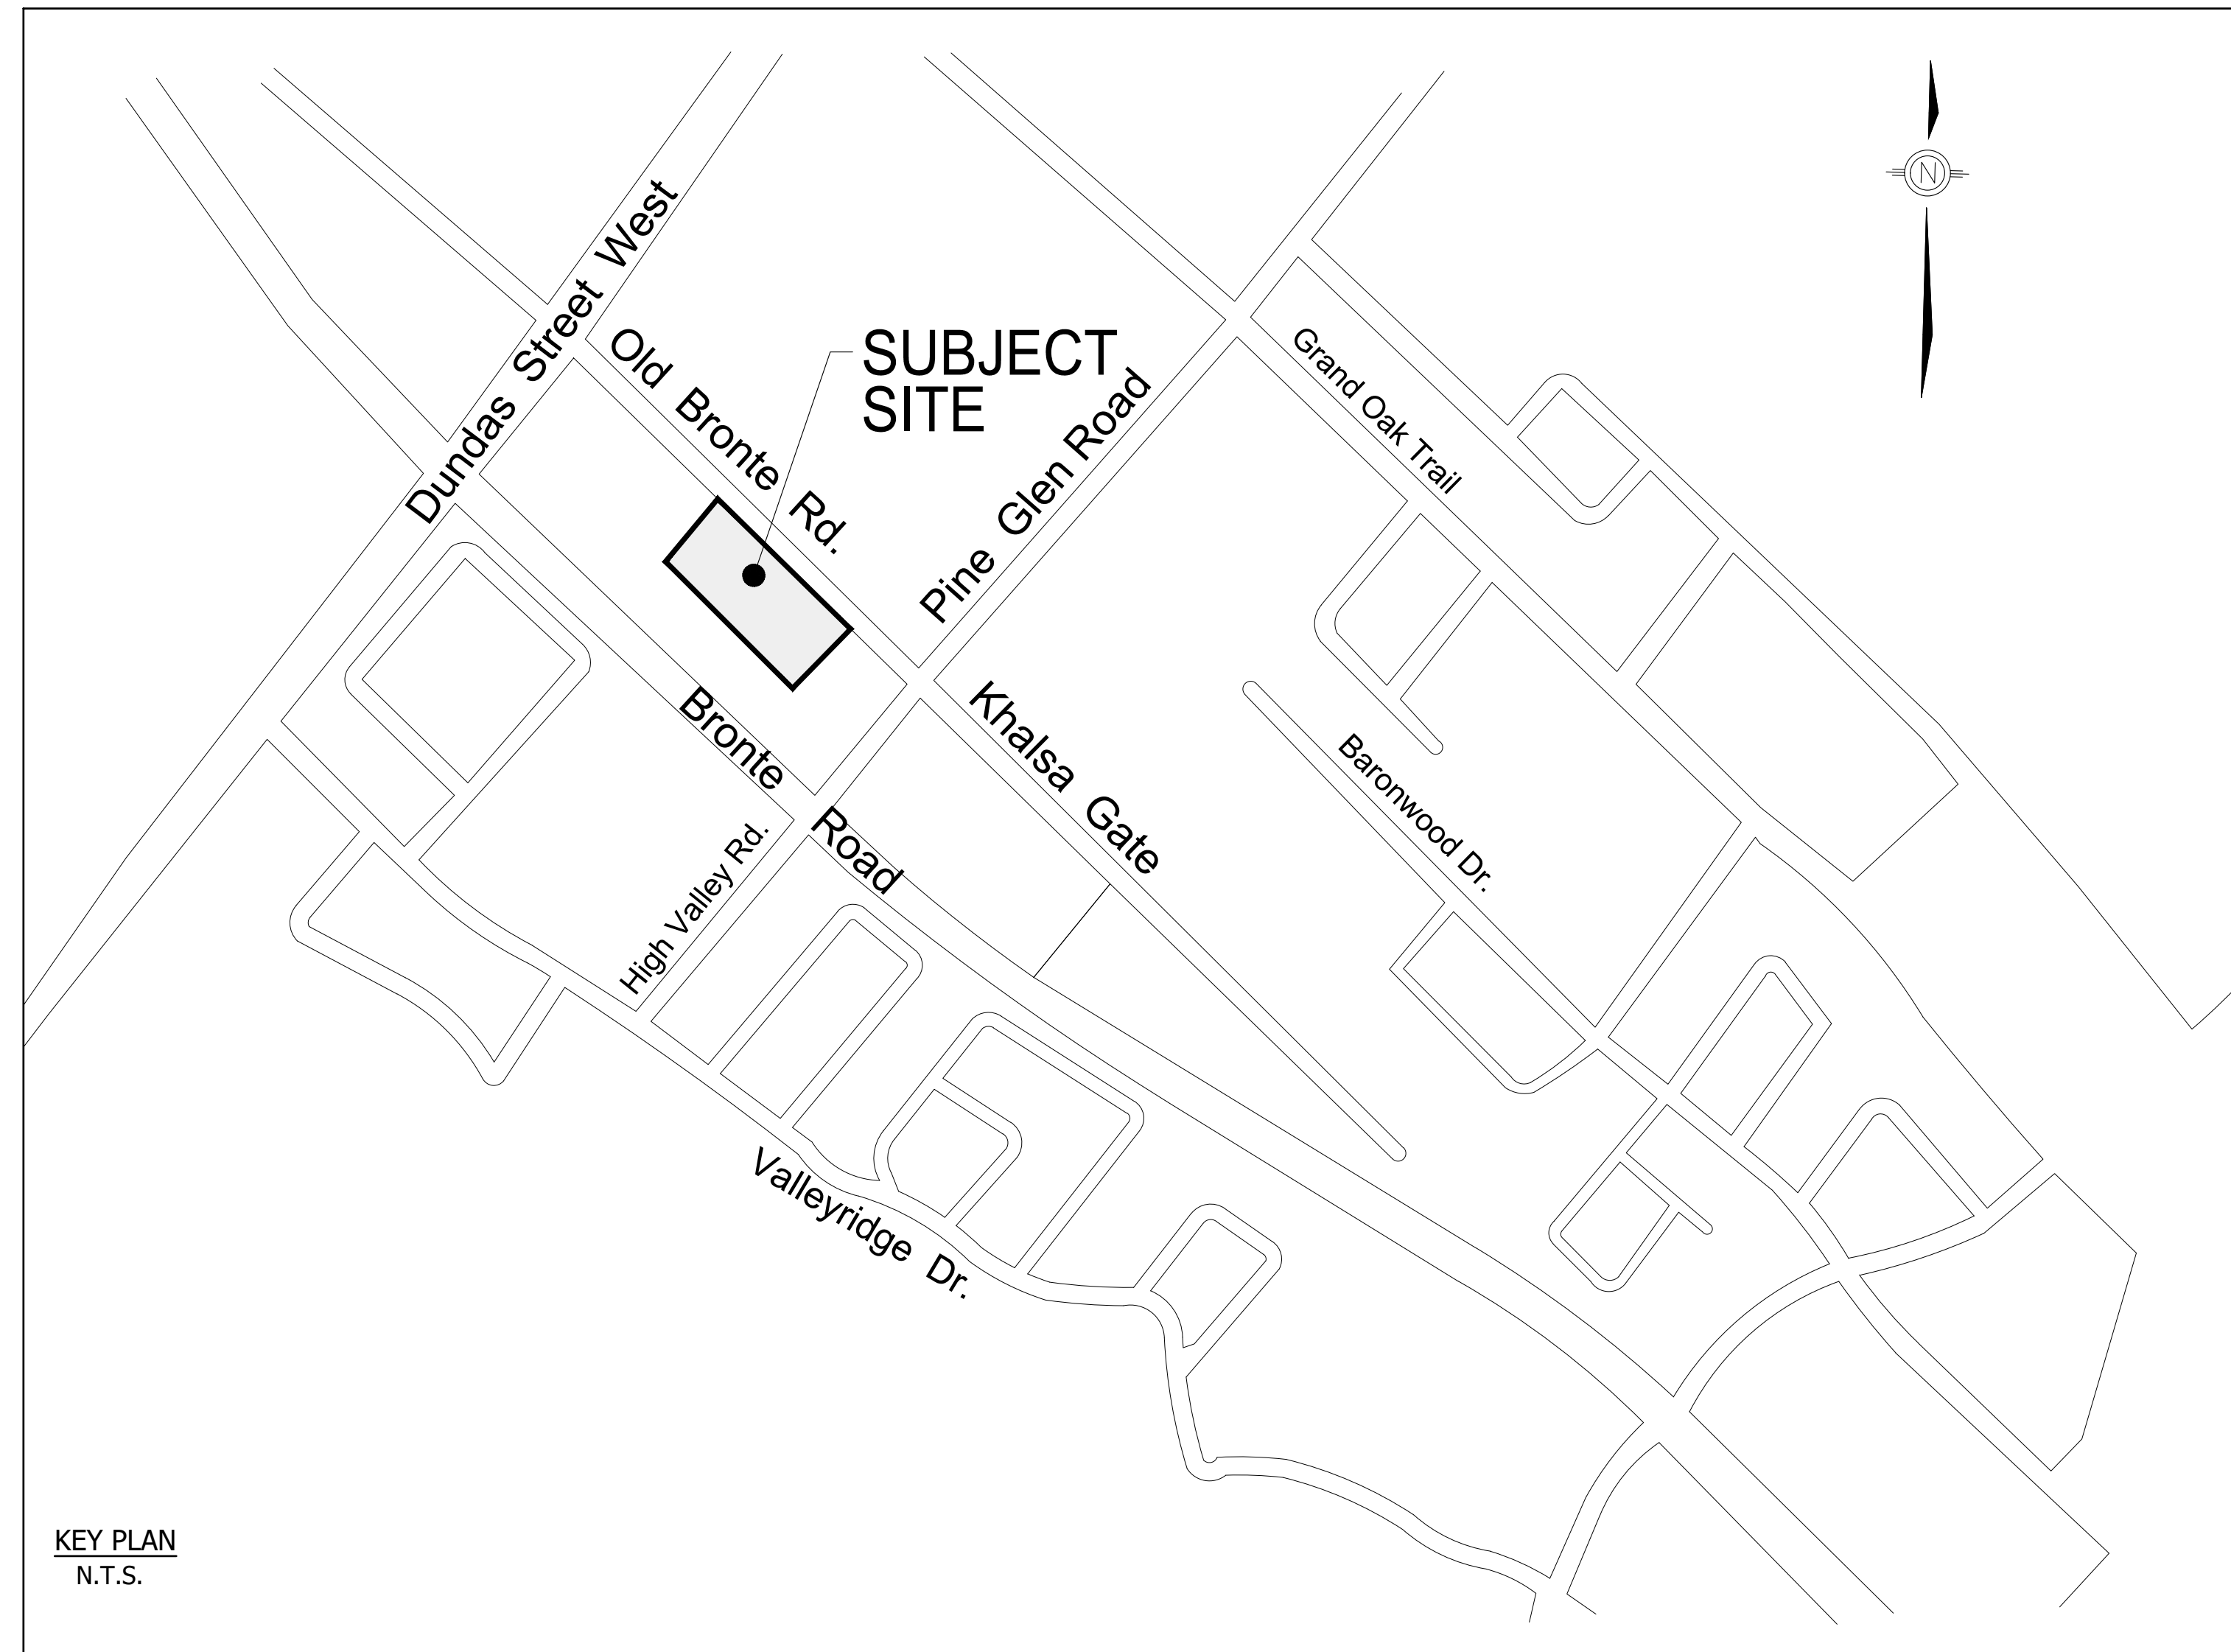 Dundas Street West
Old Bronte Rd.
SUBJECT
SITE
Pine Glen Road
Grand Oak Trail
N
Bronte Road
Khalsa Gate
Baronwood Dr.
High Valley Rd.
Valleyridge Dr.
KEY PLAN
N.T.S.